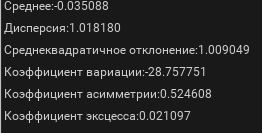 Среднее:-0.035088
Дисперсия:1.018180
Среднеквадратичное отклонение:1.009049
Коэффициент вариации:-28.757751
Коэффициент асимметрии:0.524608
Коэффициент эксцесса:0.021097